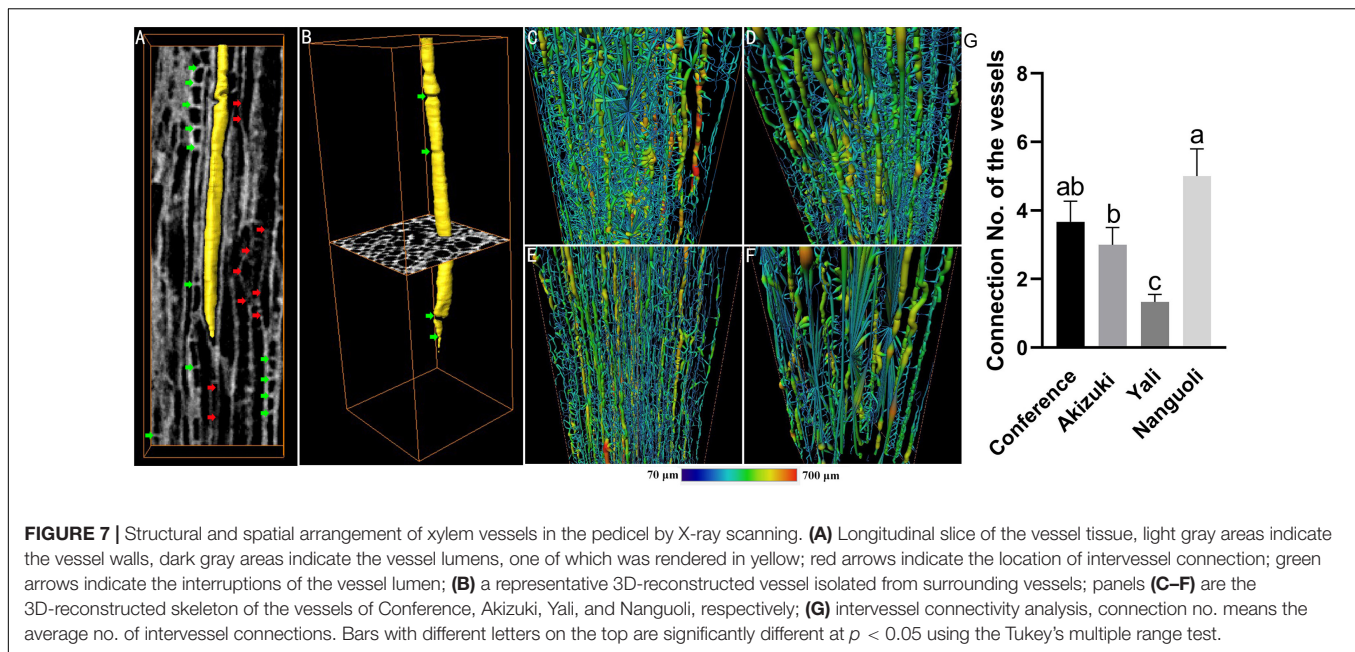 A
B
C
D
E
F
G
70 µm
700 µm
Connection No. of the vessels
8
6
4
2
0
ab
b
c
a
Conference
Akizuki
Yali
Nanguoli
FIGURE 7 | Structural and spatial arrangement of xylem vessels in the pedicel by X-ray scanning. (A) Longitudinal slice of the vessel tissue, light gray areas indicate
the vessel walls, dark gray areas indicate the vessel lumens, one of which was rendered in yellow; red arrows indicate the location of intervessel connection; green
arrows indicate the interruptions of the vessel lumen; (B) a representative 3D-reconstructed vessel isolated from surrounding vessels; panels (C–F) are the
3D-reconstructed skeleton of the vessels of Conference, Akizuki, Yali, and Nanguoli, respectively; (G) intervessel connectivity analysis, connection no. means the
average no. of intervessel connections. Bars with different letters on the top are significantly different at p < 0.05 using the Tukey's multiple range test.